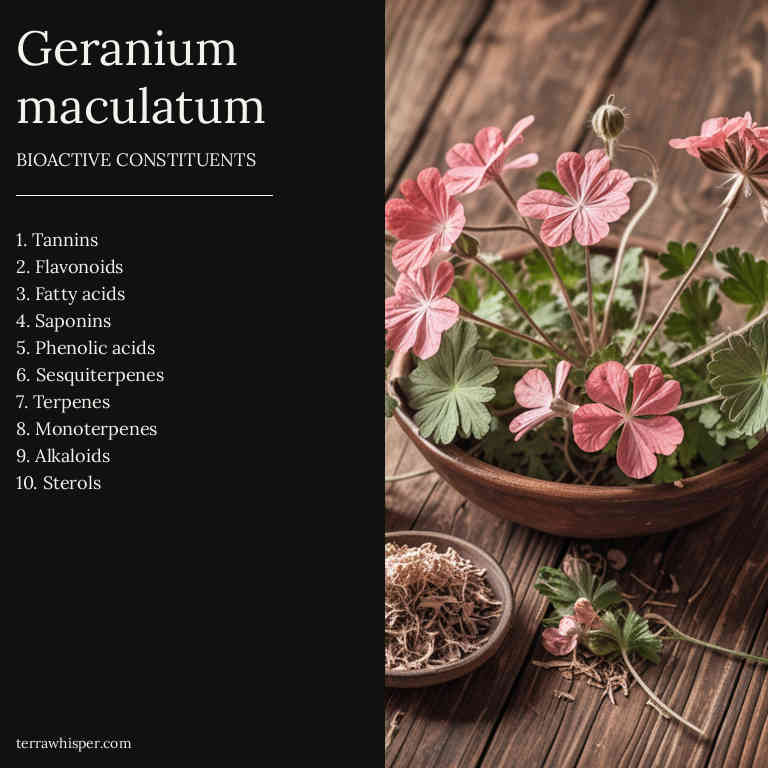 Geranium
maculatum
BIOACTIVE CONSTITUENTS
1. Tannins
2. Flavonoids
3. Fatty acids
4. Saponins
5. Phenolic acids
6. Sesquiterpenes
7. Terpenes
8. Monoterpenes
9. Alkaloids
10. Sterols
terrawhisper.com